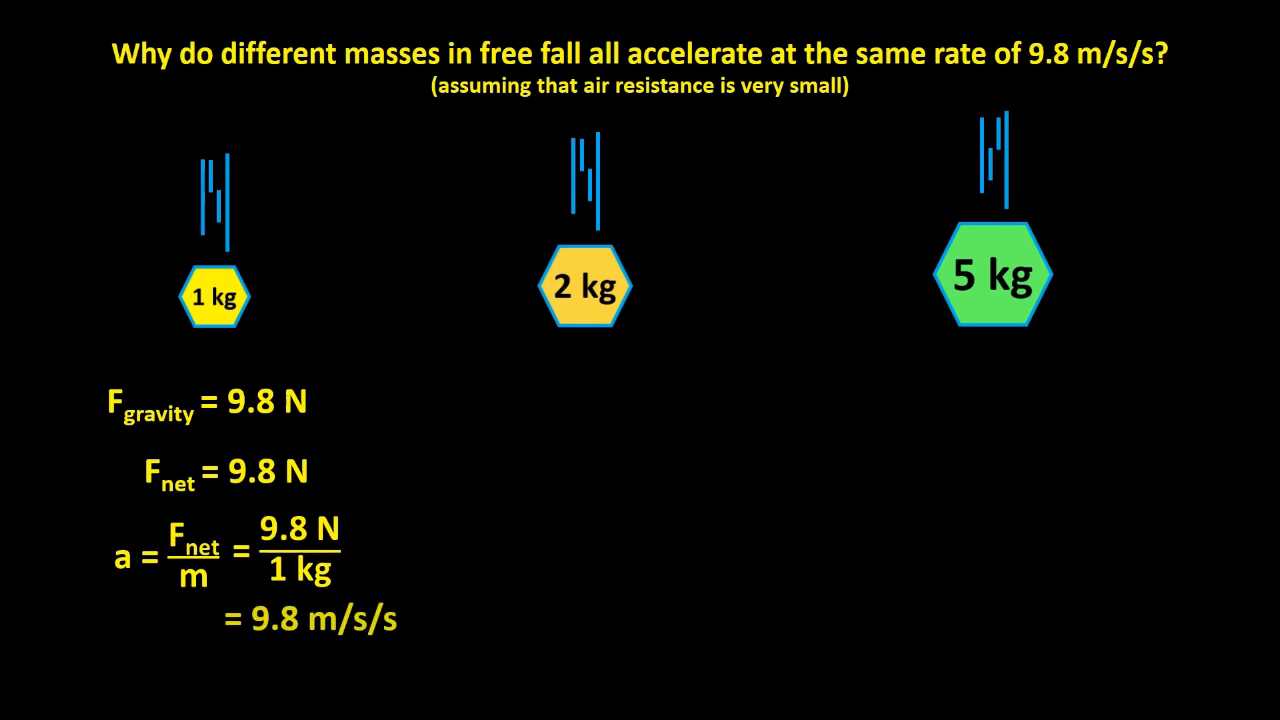 Why do different masses in free fall all accelerate at the same rate of 9.8 m/s/s?
(assuming that air resistance is very small)
1 kg
2 kg
5 kg
Fgravity = 9.8 N
Fnet = 9.8 N
a = Fnet/m = 9.8 N/1 kg
= 9.8 m/s/s